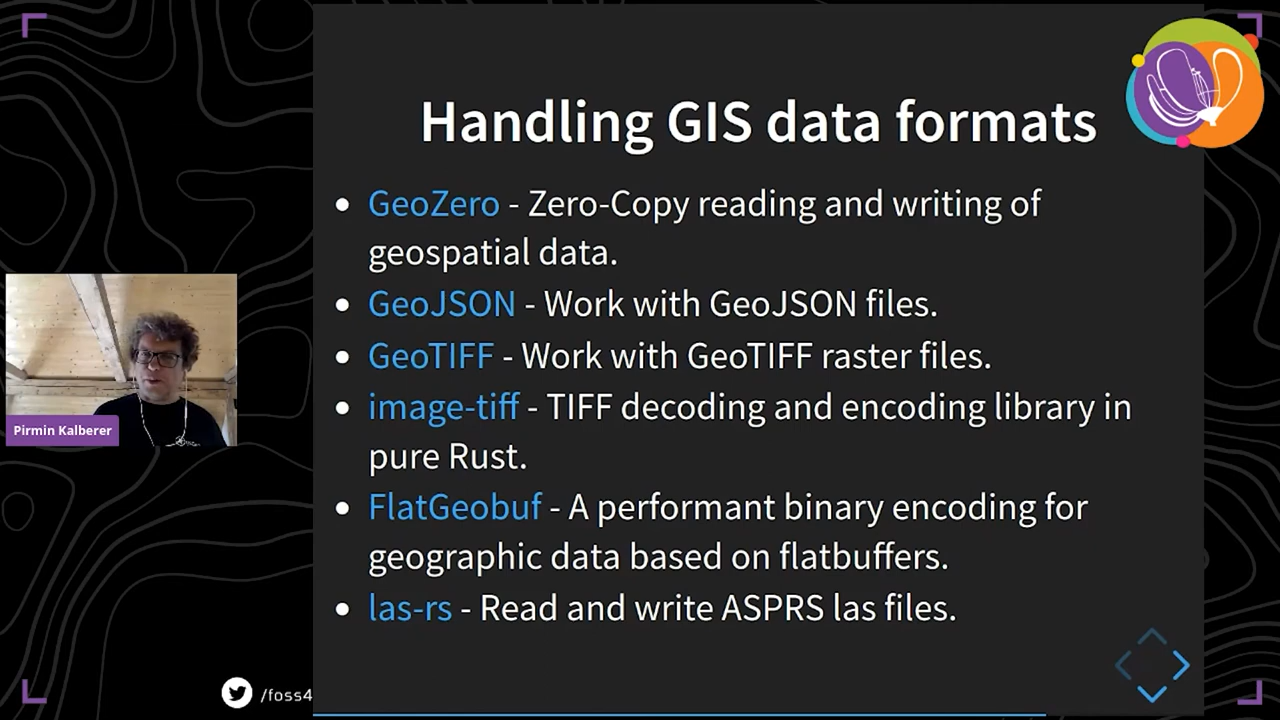 Handling GIS data formats
GeoZero - Zero-Copy reading and writing of
geospatial data.
GeoJSON - Work with GeoJSON files.
GeoTIFF - Work with GeoTIFF raster files.
image-tiff - TIFF decoding and encoding library in
pure Rust.
FlatGeobuf - A performant binary encoding for
geographic data based on flatbuffers.
las-rs - Read and write ASPRS las files.
Pirmin Kalberer
/foss4